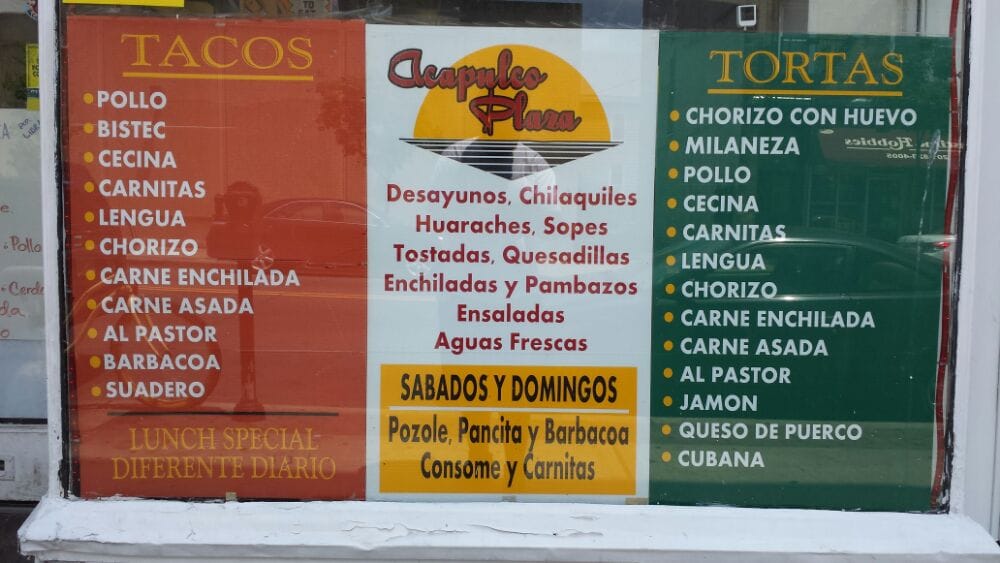 TACOS
POLLO
BISTEC
CECINA
CARNITAS
LENGUA
CHORIZO
CARNE ENCHILADA
CARNE ASADA
AL PASTOR
BARBACOA
SUADERO
LUNCH SPECIAL
DIFERENTE DIARIO
Acapulco
Plaza
Desayunos, Chilaquiles
Huaraches, Sopes
Tostadas, Quesadillas
Enchiladas y Pambazos
Ensaladas
Aguas Frescas
SABADOS Y DOMINGOS
Pozole, Pancita y Barbacoa
Consome y Carnitas
TORTAS
CHORIZO CON HUEVO
MILANEZA
POLLO
CECINA
CARNITAS
LENGUA
CHORIZO
CARNE ENCHILADA
CARNE ASADA
AL PASTOR
JAMON
QUESO DE PUERCO
CUBANA
Pollo
Cerdo
Hobbies